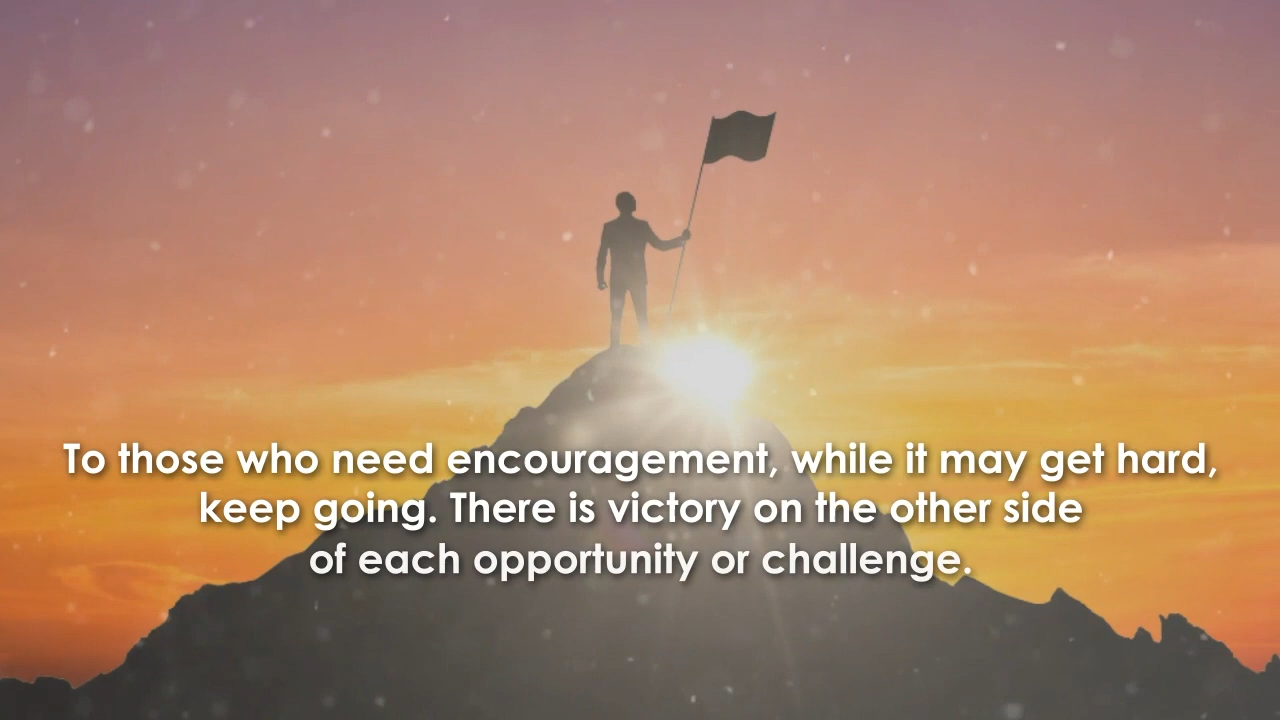 To those who need encouragement, while it may get hard,
keep going. There is victory on the other side
of each opportunity or challenge.